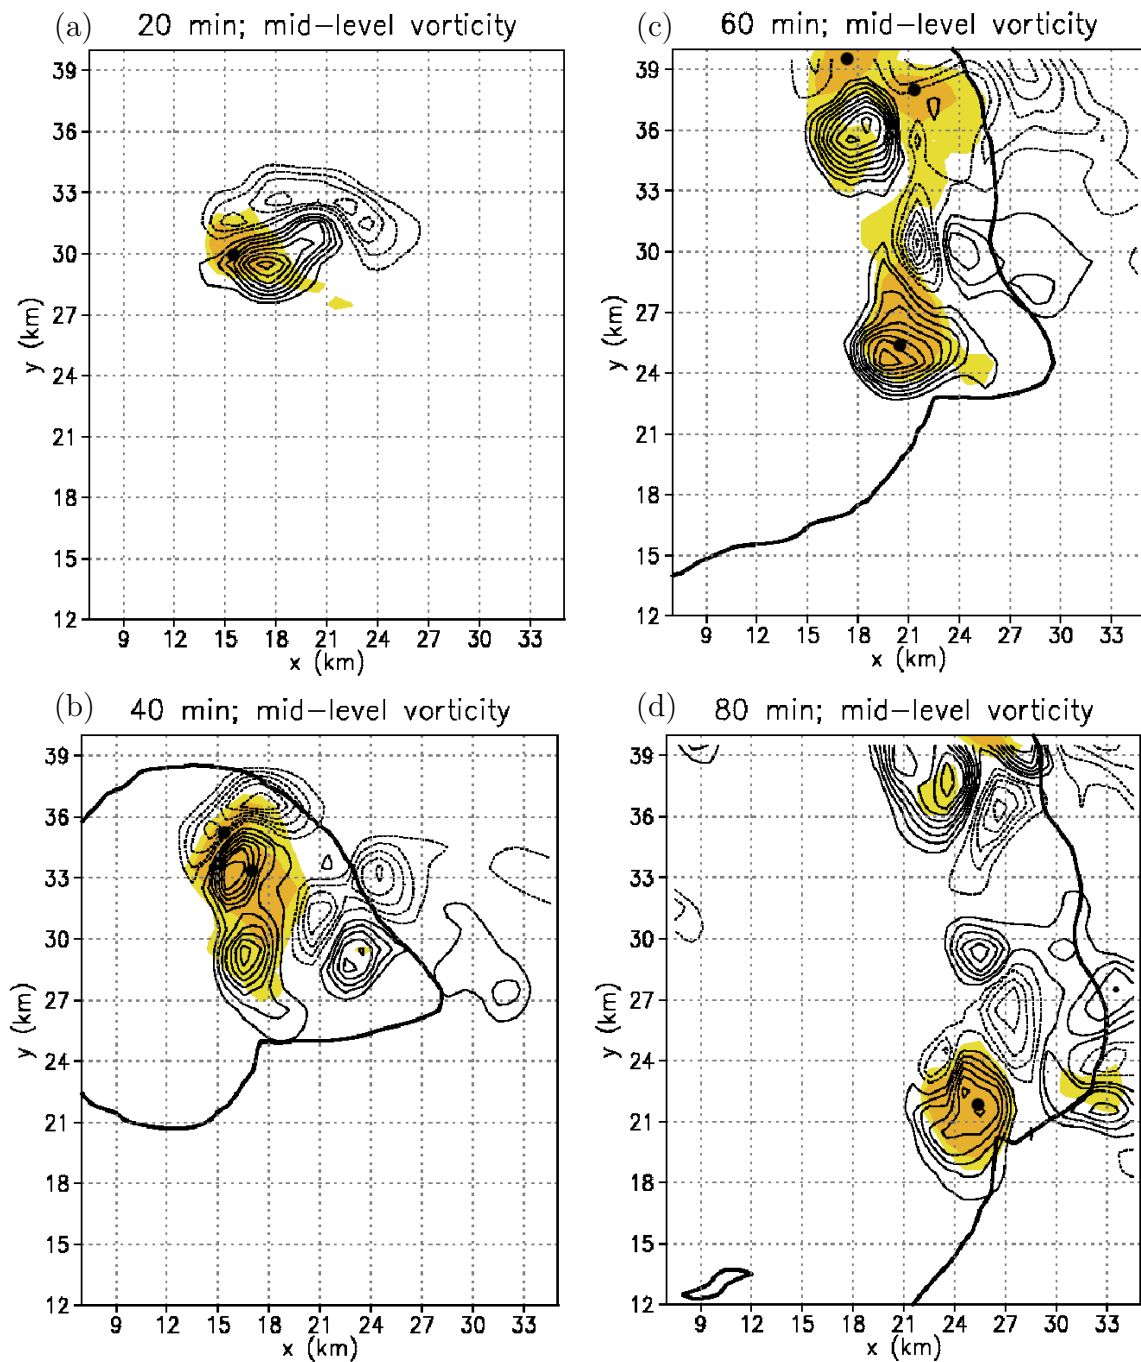 (a) 20 min; mid-level vorticity
39
36
33
30
27
24
21
18
15
12
y (km)
9 12 15 18 21 24 27 30 33
x (km)
(c) 60 min; mid-level vorticity
39
36
33
30
27
24
21
18
15
12
y (km)
9 12 15 18 21 24 27 30 33
x (km)
(b) 40 min; mid-level vorticity
39
36
33
30
27
24
21
18
15
12
y (km)
9 12 15 18 21 24 27 30 33
x (km)
(d) 80 min; mid-level vorticity
39
36
33
30
27
24
21
18
15
12
y (km)
9 12 15 18 21 24 27 30 33
x (km)